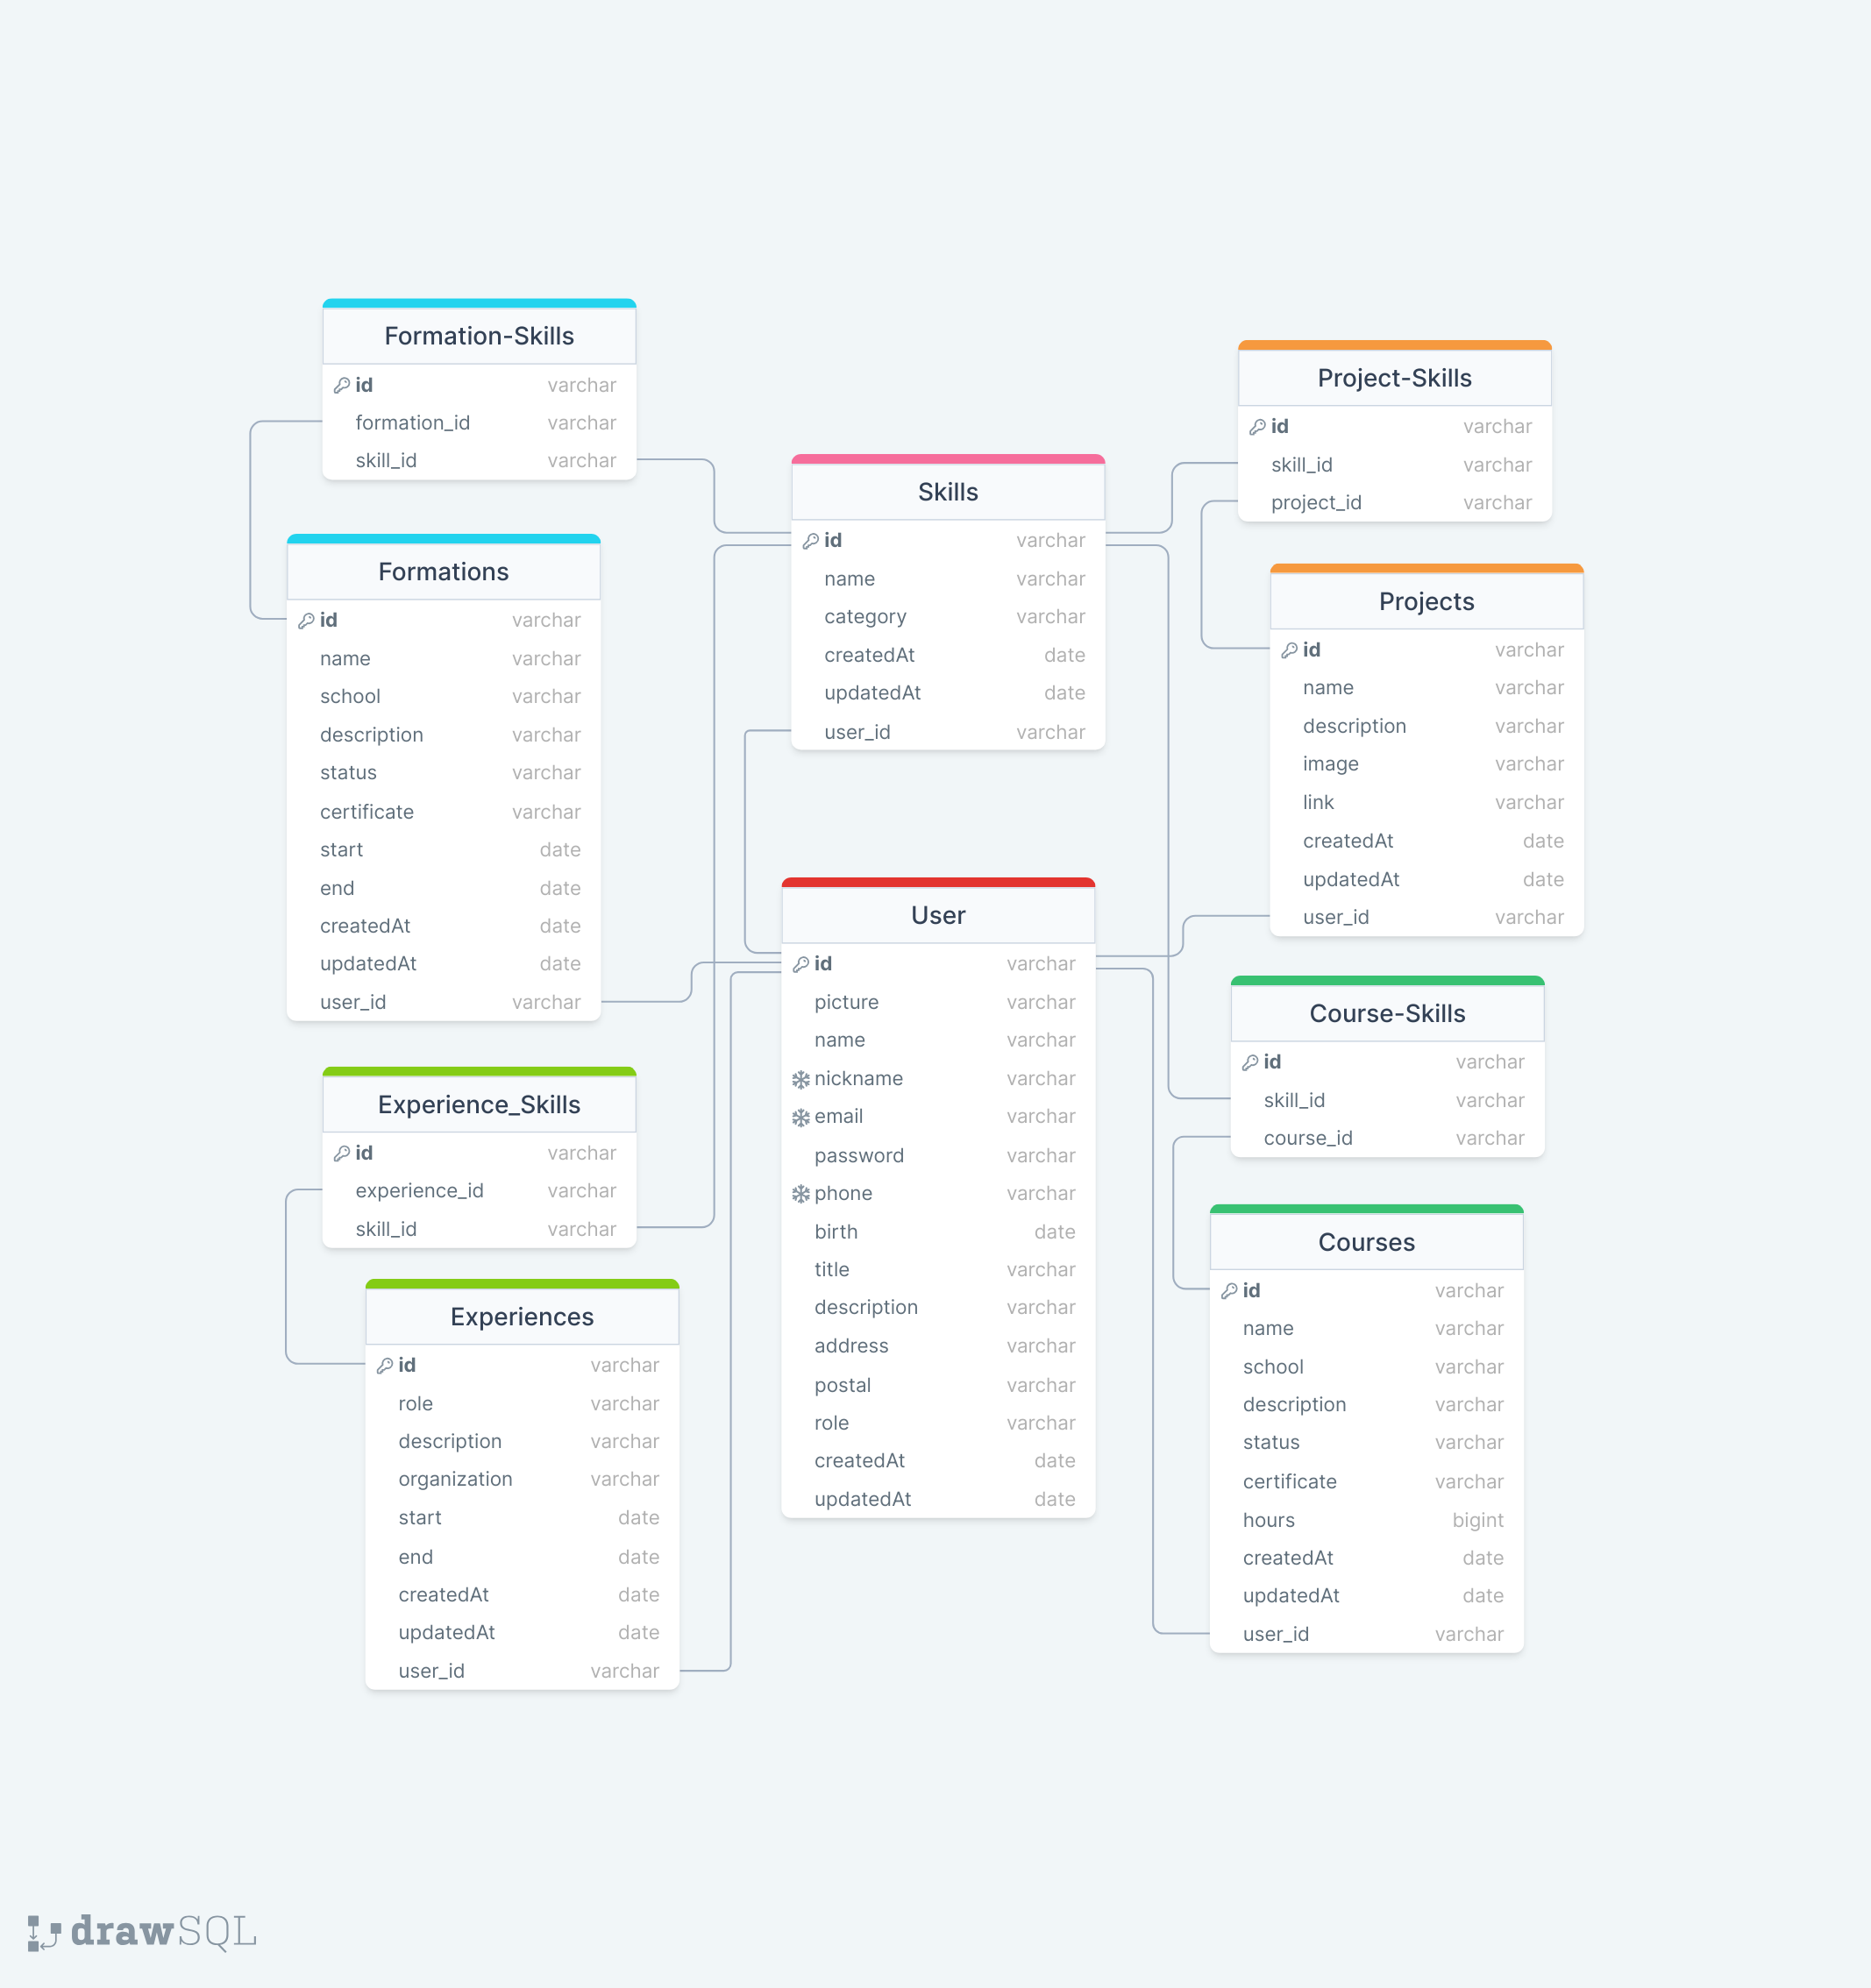 Formation-Skills
id varchar
formation_id varchar
skill_id varchar
Formations
id varchar
name varchar
school varchar
description varchar
status varchar
certificate varchar
start date
end date
createdAt date
updatedAt date
user_id varchar
Experience_Skills
id varchar
experience_id varchar
skill_id varchar
Experiences
id varchar
role varchar
description varchar
organization varchar
start date
end date
createdAt date
updatedAt date
user_id varchar
Skills
id varchar
name varchar
category varchar
createdAt date
updatedAt date
user_id varchar
User
id varchar
picture varchar
name varchar
nickname varchar
email varchar
password varchar
phone varchar
birth date
title varchar
description varchar
address varchar
postal varchar
role varchar
createdAt date
updatedAt date
Project-Skills
id varchar
skill_id varchar
project_id varchar
Projects
id varchar
name varchar
description varchar
image varchar
link varchar
createdAt date
updatedAt date
user_id varchar
Course-Skills
id varchar
skill_id varchar
course_id varchar
Courses
id varchar
name varchar
school varchar
description varchar
status varchar
certificate varchar
hours bigint
createdAt date
updatedAt date
user_id varchar
drawSQL